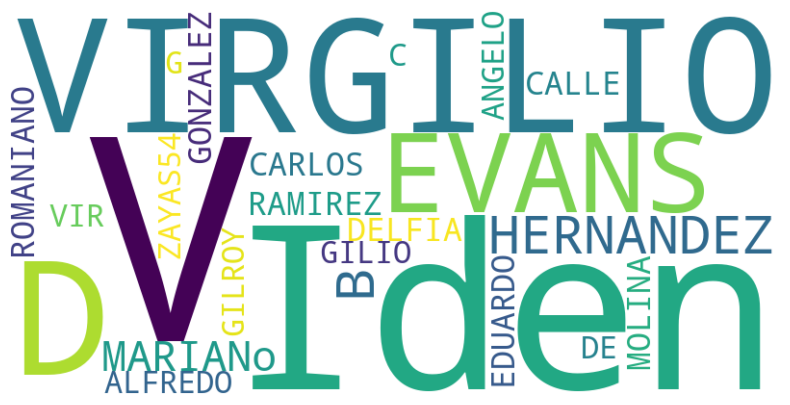 VIRGILIO
G
GONZALEZ
C
ANGELO
CALLE
ROMANIANO
V
ZAYAS54
CARLOS
EVANS
VIR
RAMIREZ
DELFIA
HERNANDEZ
GILROY
GILIO
Iden
D
B
EDUARDO
MOLINA
DE
MARIANo
ALFREDO